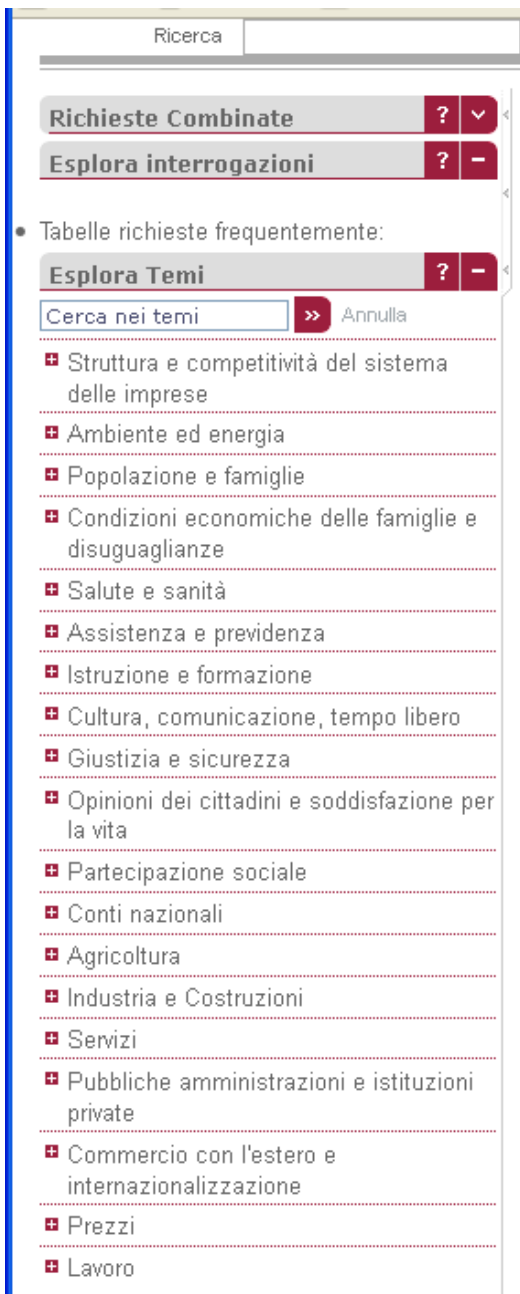 Ricerca
Richieste Combinate ?
Esplora interrogazioni ? −
• Tabelle richieste frequentemente:
Esplora Temi ? −
Cerca nei temi » Annulla
Struttura e competitività del sistema
delle imprese
Ambiente ed energia
Popolazione e famiglie
Condizioni economiche delle famiglie e
disuguaglianze
Salute e sanità
Assistenza e previdenza
Istruzione e formazione
Cultura, comunicazione, tempo libero
Giustizia e sicurezza
Opinioni dei cittadini e soddisfazione per
la vita
Partecipazione sociale
Conti nazionali
Agricoltura
Industria e Costruzioni
Servizi
Pubbliche amministrazioni e istituzioni
private
Commercio con l'estero e
internazionalizzazione
Prezzi
Lavoro